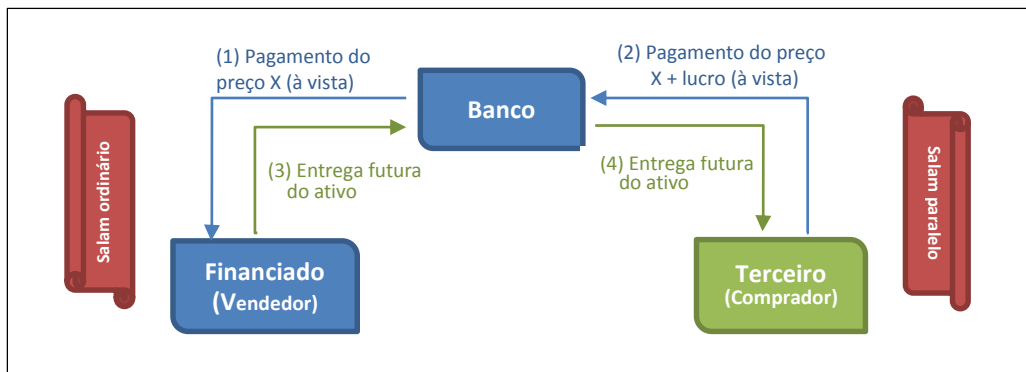 (1) Pagamento do
preço X (à vista)
(2) Pagamento do preço
X + lucro (à vista)
Banco
Salam ordinário
(3) Entrega futura
do ativo
(4) Entrega futura
do ativo
Salam paralelo
Financiado
(Vendedor)
Terceiro
(Comprador)